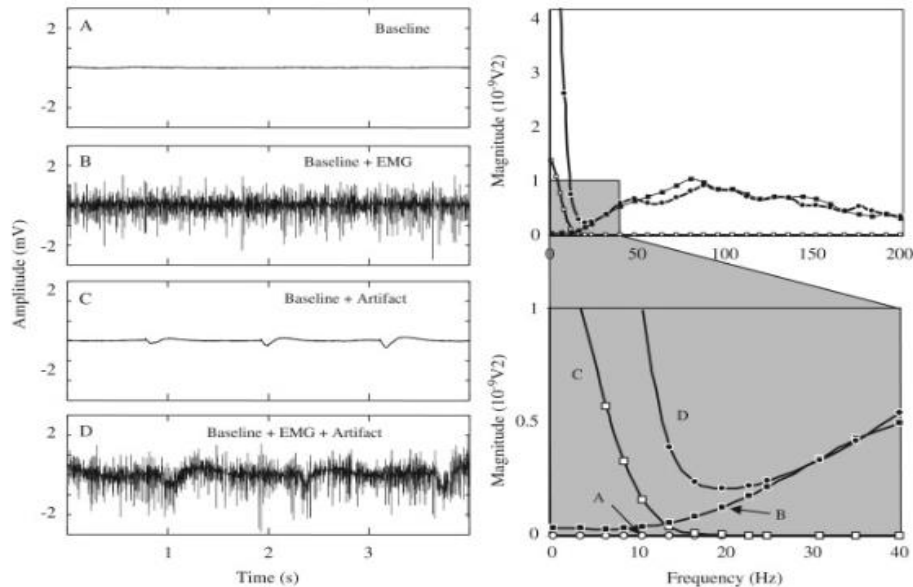 A
Baseline
2
-2
B
Baseline + EMG
2
-2
C
Baseline + Artifact
2
-2
D
Baseline + EMG + Artifact
2
-2
Amplitude (mV)
1
2
3
Time (s)
Magnitude (10-9V2)
4
3
2
1
0
0
50
100
150
200
Magnitude (10-9V2)
1
0.5
0
C
D
A
B
0
10
20
30
40
Frequency (Hz)